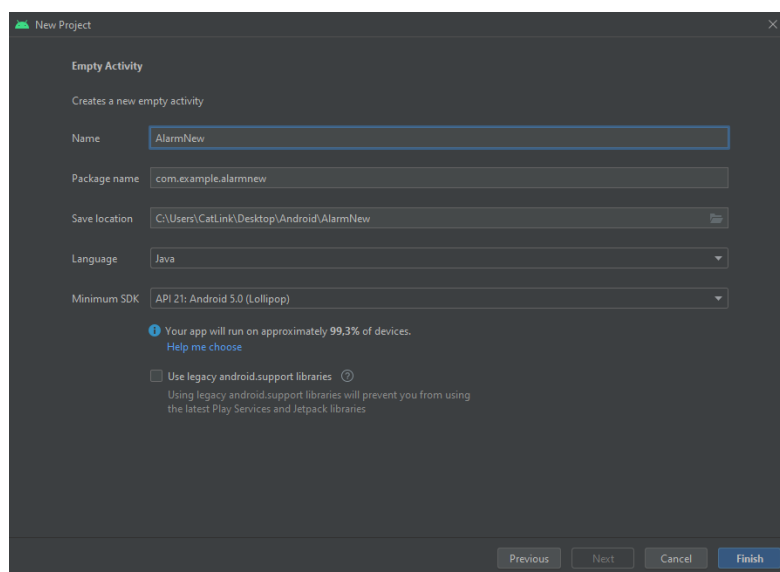 New Project
Empty Activity
Creates a new empty activity
Name AlarmNew
Package name com.example.alarmnew
Save location C:\Users\CatLink\Desktop\Android\AlarmNew
Language Java
Minimum SDK API 21: Android 5.0 (Lollipop)
Your app will run on approximately 99,3% of devices.
Help me choose
Use legacy android.support libraries ?
Using legacy android.support libraries will prevent you from using
the latest Play Services and Jetpack libraries
Previous Next Cancel Finish